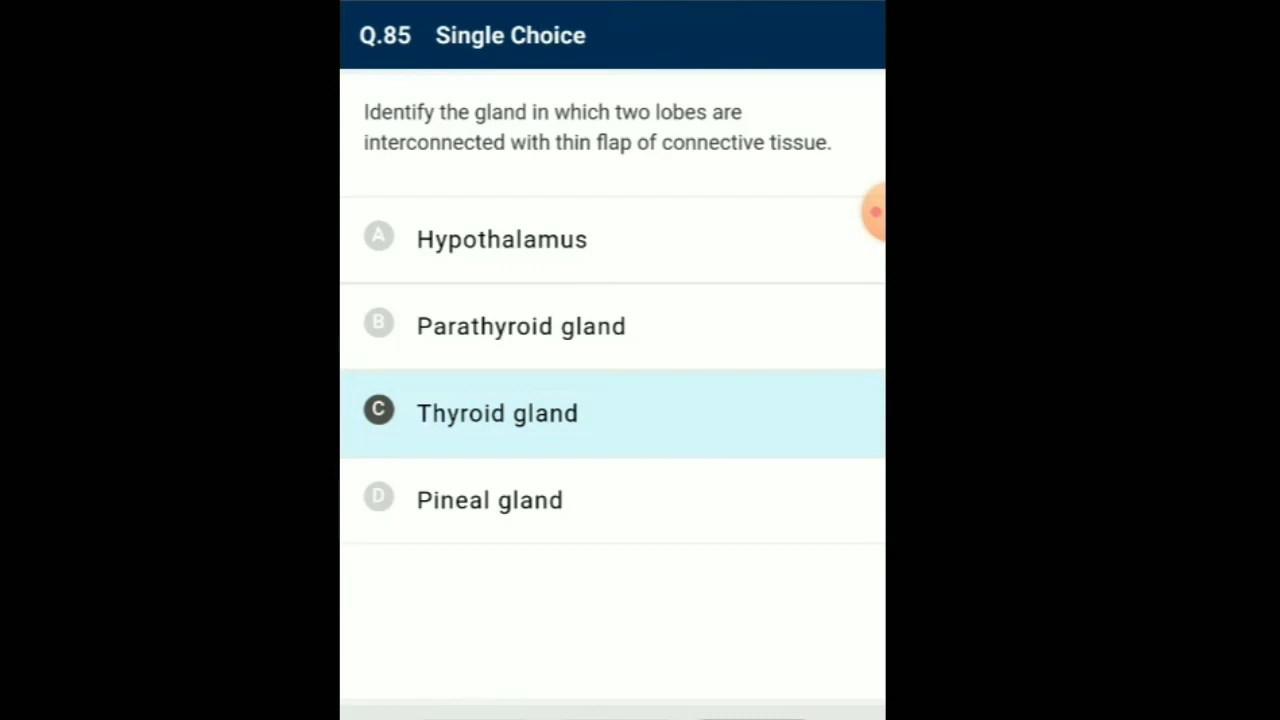 Q.85 Single Choice
Identify the gland in which two lobes are
interconnected with thin flap of connective tissue.
A Hypothalamus
B Parathyroid gland
C Thyroid gland
D Pineal gland